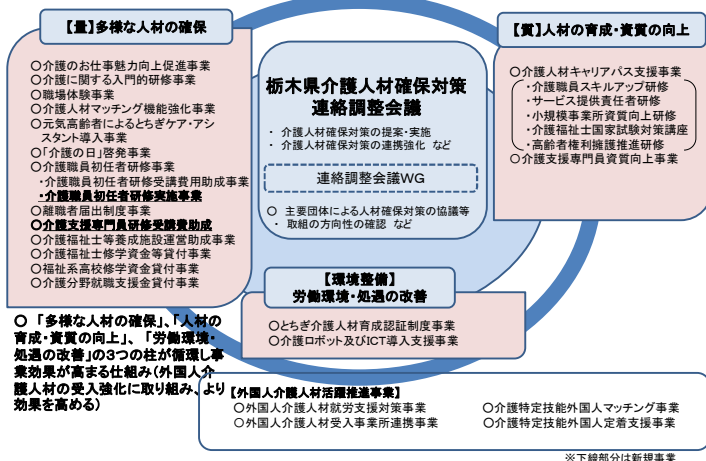 【量】多様な人材の確保
○介護のお仕事魅力向上促進事業
○介護に関する入門的研修事業
○職場体験事業
○介護人材マッチング機能強化事業
○元気高齢者によるとちぎケア・アシ
スタント導入事業
○「介護の日」啓発事業
○介護職員初任者研修事業
・介護職員初任者研修受講費用助成事業
・介護職員初任者研修実施事業
○離職者届出制度事業
○介護支援専門員研修受講費助成
○介護福祉士等養成施設運営助成事業
○介護福祉士修学資金等貸付事業
○福祉系高校修学資金貸付事業
○介護分野就職支援金貸付事業
栃木県介護人材確保対策
連絡調整会議
・ 介護人材確保対策の提案・実施
・ 介護人材確保対策の連携強化 など
連絡調整会議WG
○ 主要団体による人材確保対策の協議等
・ 取組の方向性の確認 など
【質】人材の育成・資質の向上
○介護人材キャリアパス支援事業
・介護職員スキルアップ研修
・サービス提供責任者研修
・小規模事業所資質向上研修
・介護福祉士国家試験対策講座
・高齢者権利擁護推進研修
○介護支援専門員資質向上事業
【環境整備】
労働環境・処遇の改善
○とちぎ介護人材育成認証制度事業
○介護ロボット及びICT導入支援事業
○ 「多様な人材の確保」、「人材の
育成・資質の向上」、「労働環境・
処遇の改善」の3つの柱が循環し事
業効果が高まる仕組み(外国人介
護人材の受入強化に取り組み、より
効果を高める)
【外国人介護人材活躍推進事業】
○外国人介護人材就労支援対策事業
○外国人介護人材受入事業所連携事業
○介護特定技能外国人マッチング事業
○介護特定技能外国人定着支援事業
※下線部分は新規事業